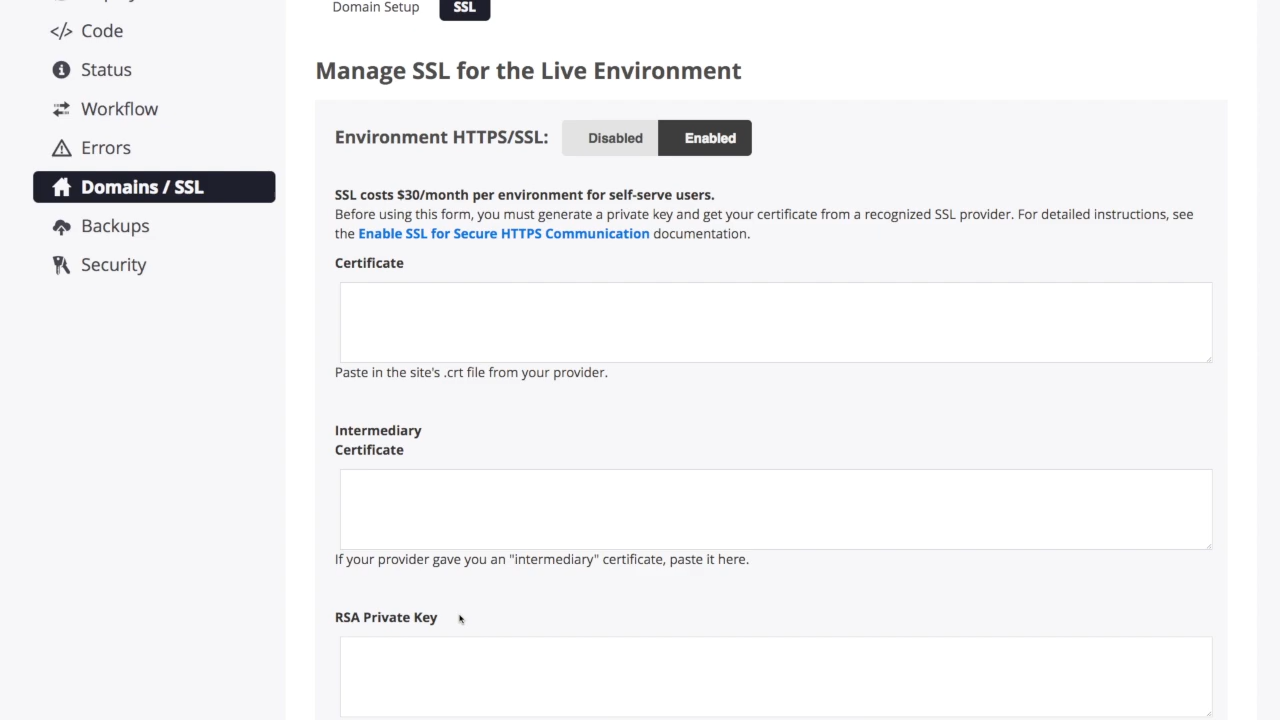 Domain Setup
SSL
Code
Status
Workflow
Errors
Domains / SSL
Backups
Security
Manage SSL for the Live Environment
Environment HTTPS/SSL:
Disabled
Enabled
SSL costs $30/month per environment for self-serve users.
Before using this form, you must generate a private key and get your certificate from a recognized SSL provider. For detailed instructions, see
the Enable SSL for Secure HTTPS Communication documentation.
Certificate
Paste in the site's .crt file from your provider.
Intermediary
Certificate
If your provider gave you an "intermediary" certificate, paste it here.
RSA Private Key